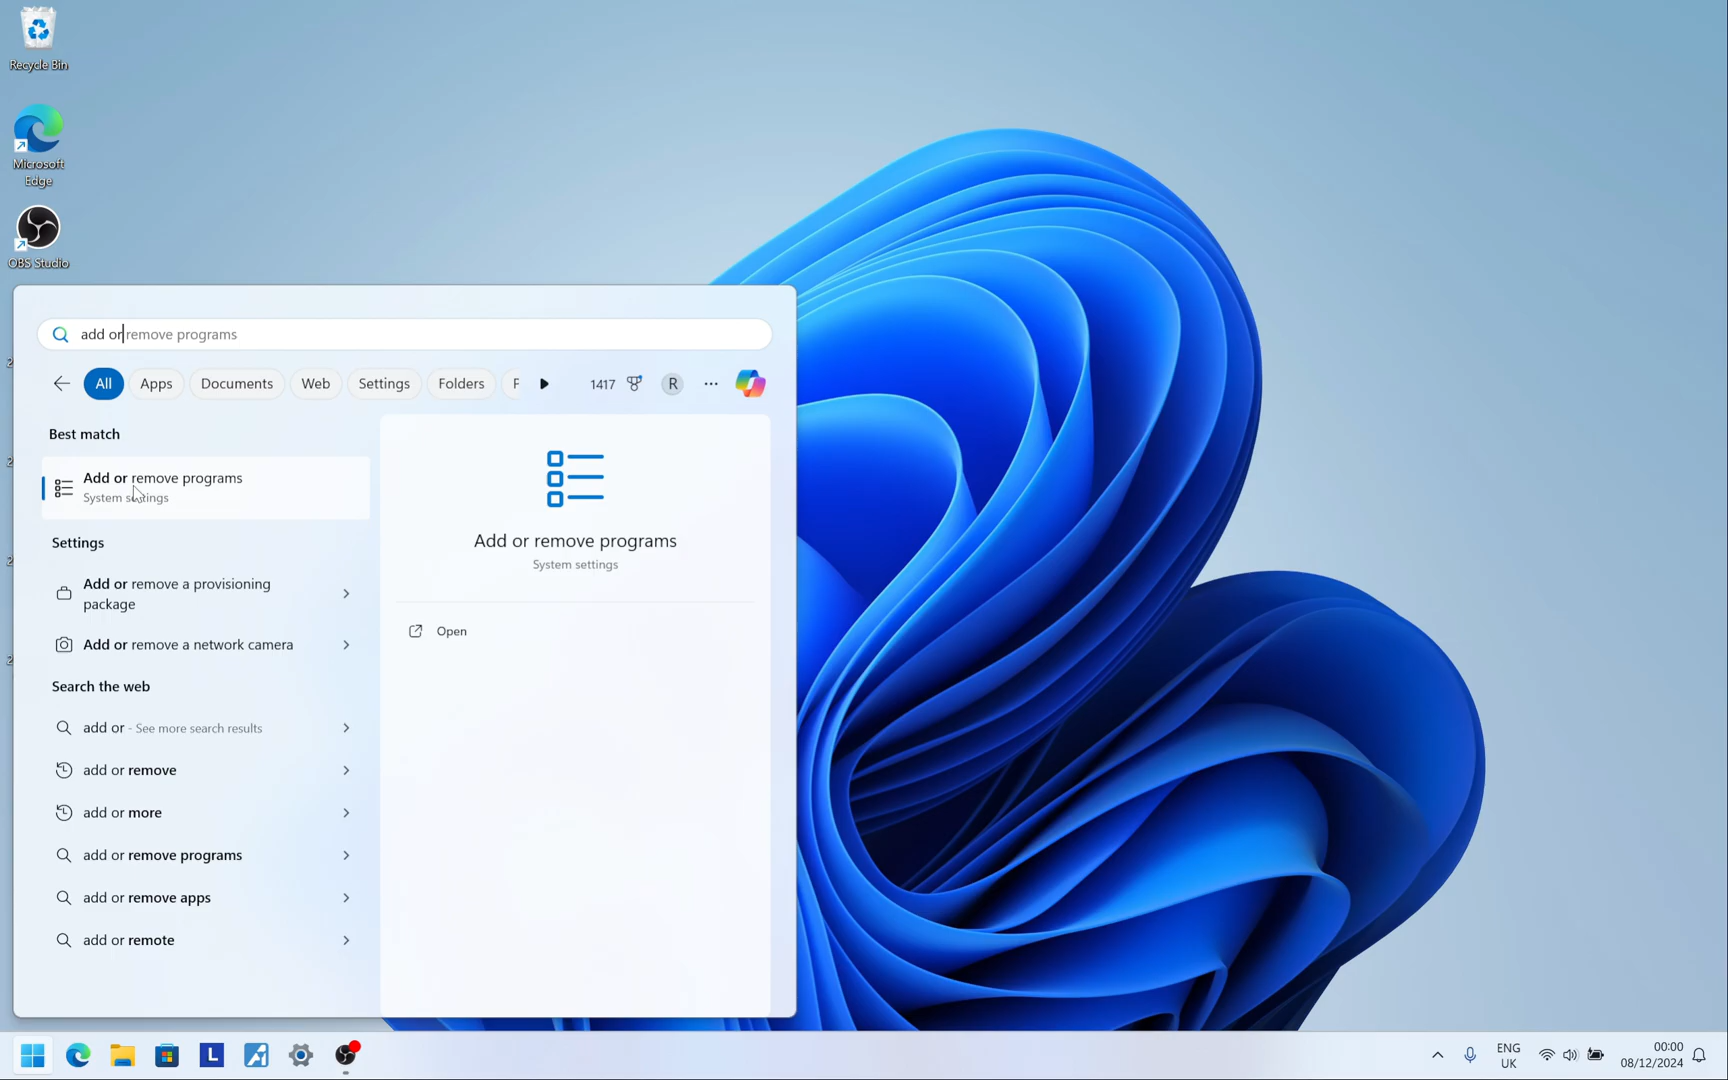 Recycle Bin
Microsoft
Edge
OBS Studio
add or remove programs
All
Apps
Documents
Web
Settings
Folders
1417
R
Best match
Add or remove programs
System settings
Settings
Add or remove a provisioning
package
Add or remove a network camera
Search the web
add or - See more search results
add or remove
add or more
add or remove programs
add or remove apps
add or remote
Add or remove programs
System settings
Open
L
ENG
UK
00:00
08/12/2024